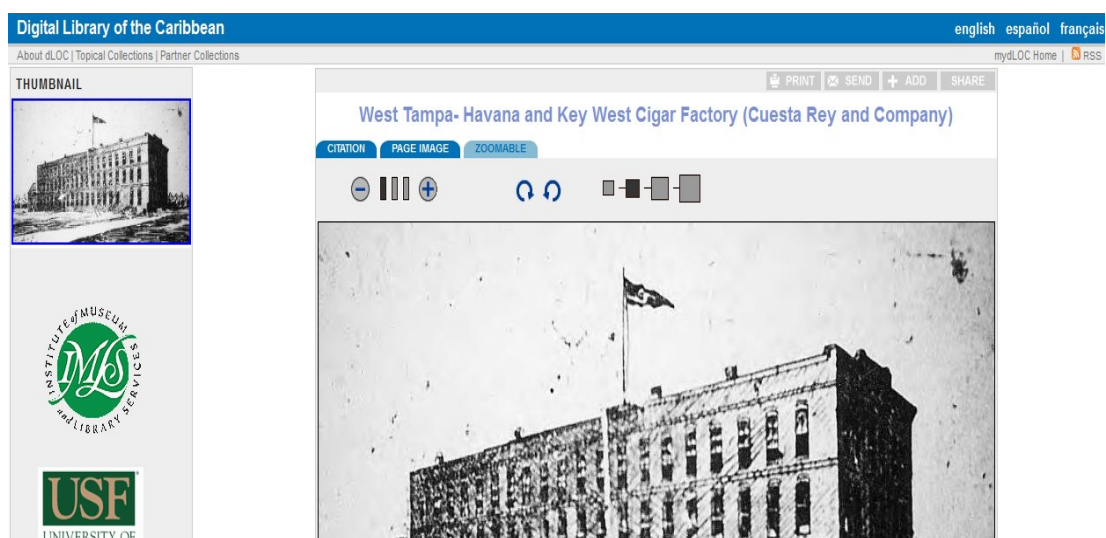 Digital Library of the Caribbean
english español français
About dLOC | Topical Collections | Partner Collections
mydLOC Home | RSS
THUMBNAIL
PRINT SEND ADD SHARE
West Tampa- Havana and Key West Cigar Factory (Cuesta Rey and Company)
CITATION PAGE IMAGE ZOOMABLE
INSTITUTE of MUSEUM and LIBRARY SERVICES
IMLS
USF
UNIVERSITY OF